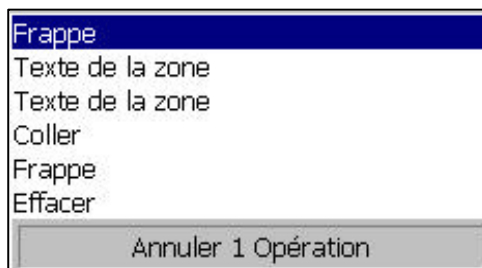 Frappe
Texte de la zone
Texte de la zone
Coller
Frappe
Effacer
Annuler 1 Opération